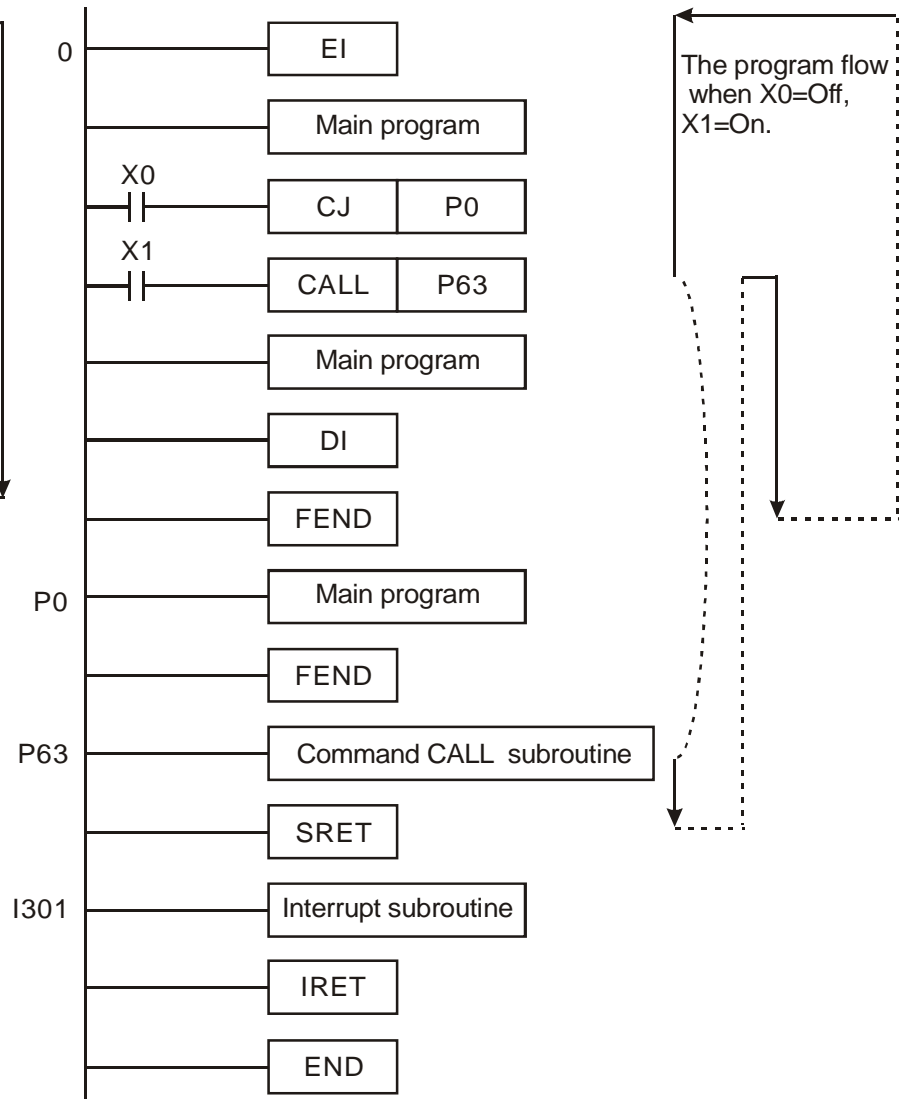 0 EI
Main program
X0
CJ P0
X1
CALL P63
Main program
DI
FEND
P0 Main program
FEND
P63 Command CALL subroutine
SRET
I301 Interrupt subroutine
IRET
END
The program flow
when X0=Off,
X1=On.